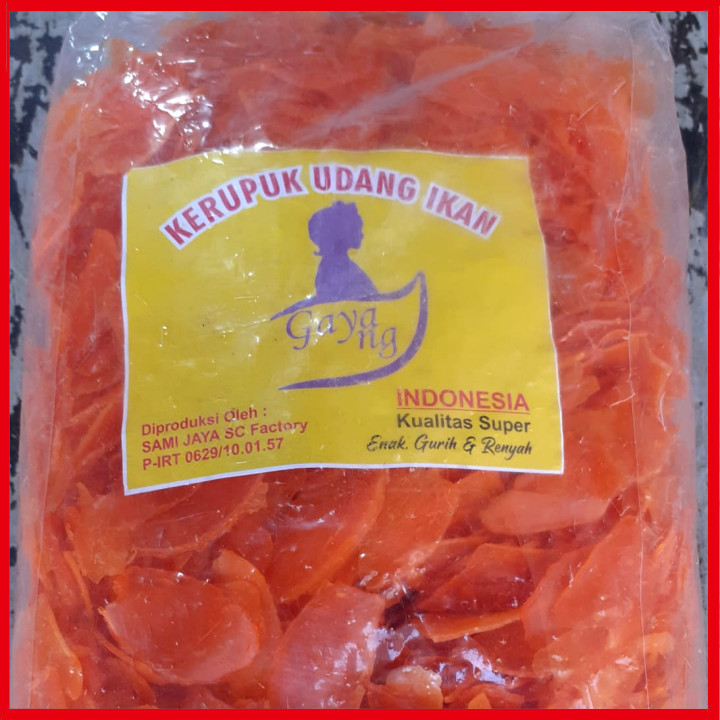 KERUPUK UDANG IKAN
Gaya
ng
INDONESIA
Kualitas Super
Enak, Gurih & Renyah
Diproduksi Oleh :
SAMI JAYA SC Factory
P-IRT 0629/10.01.57